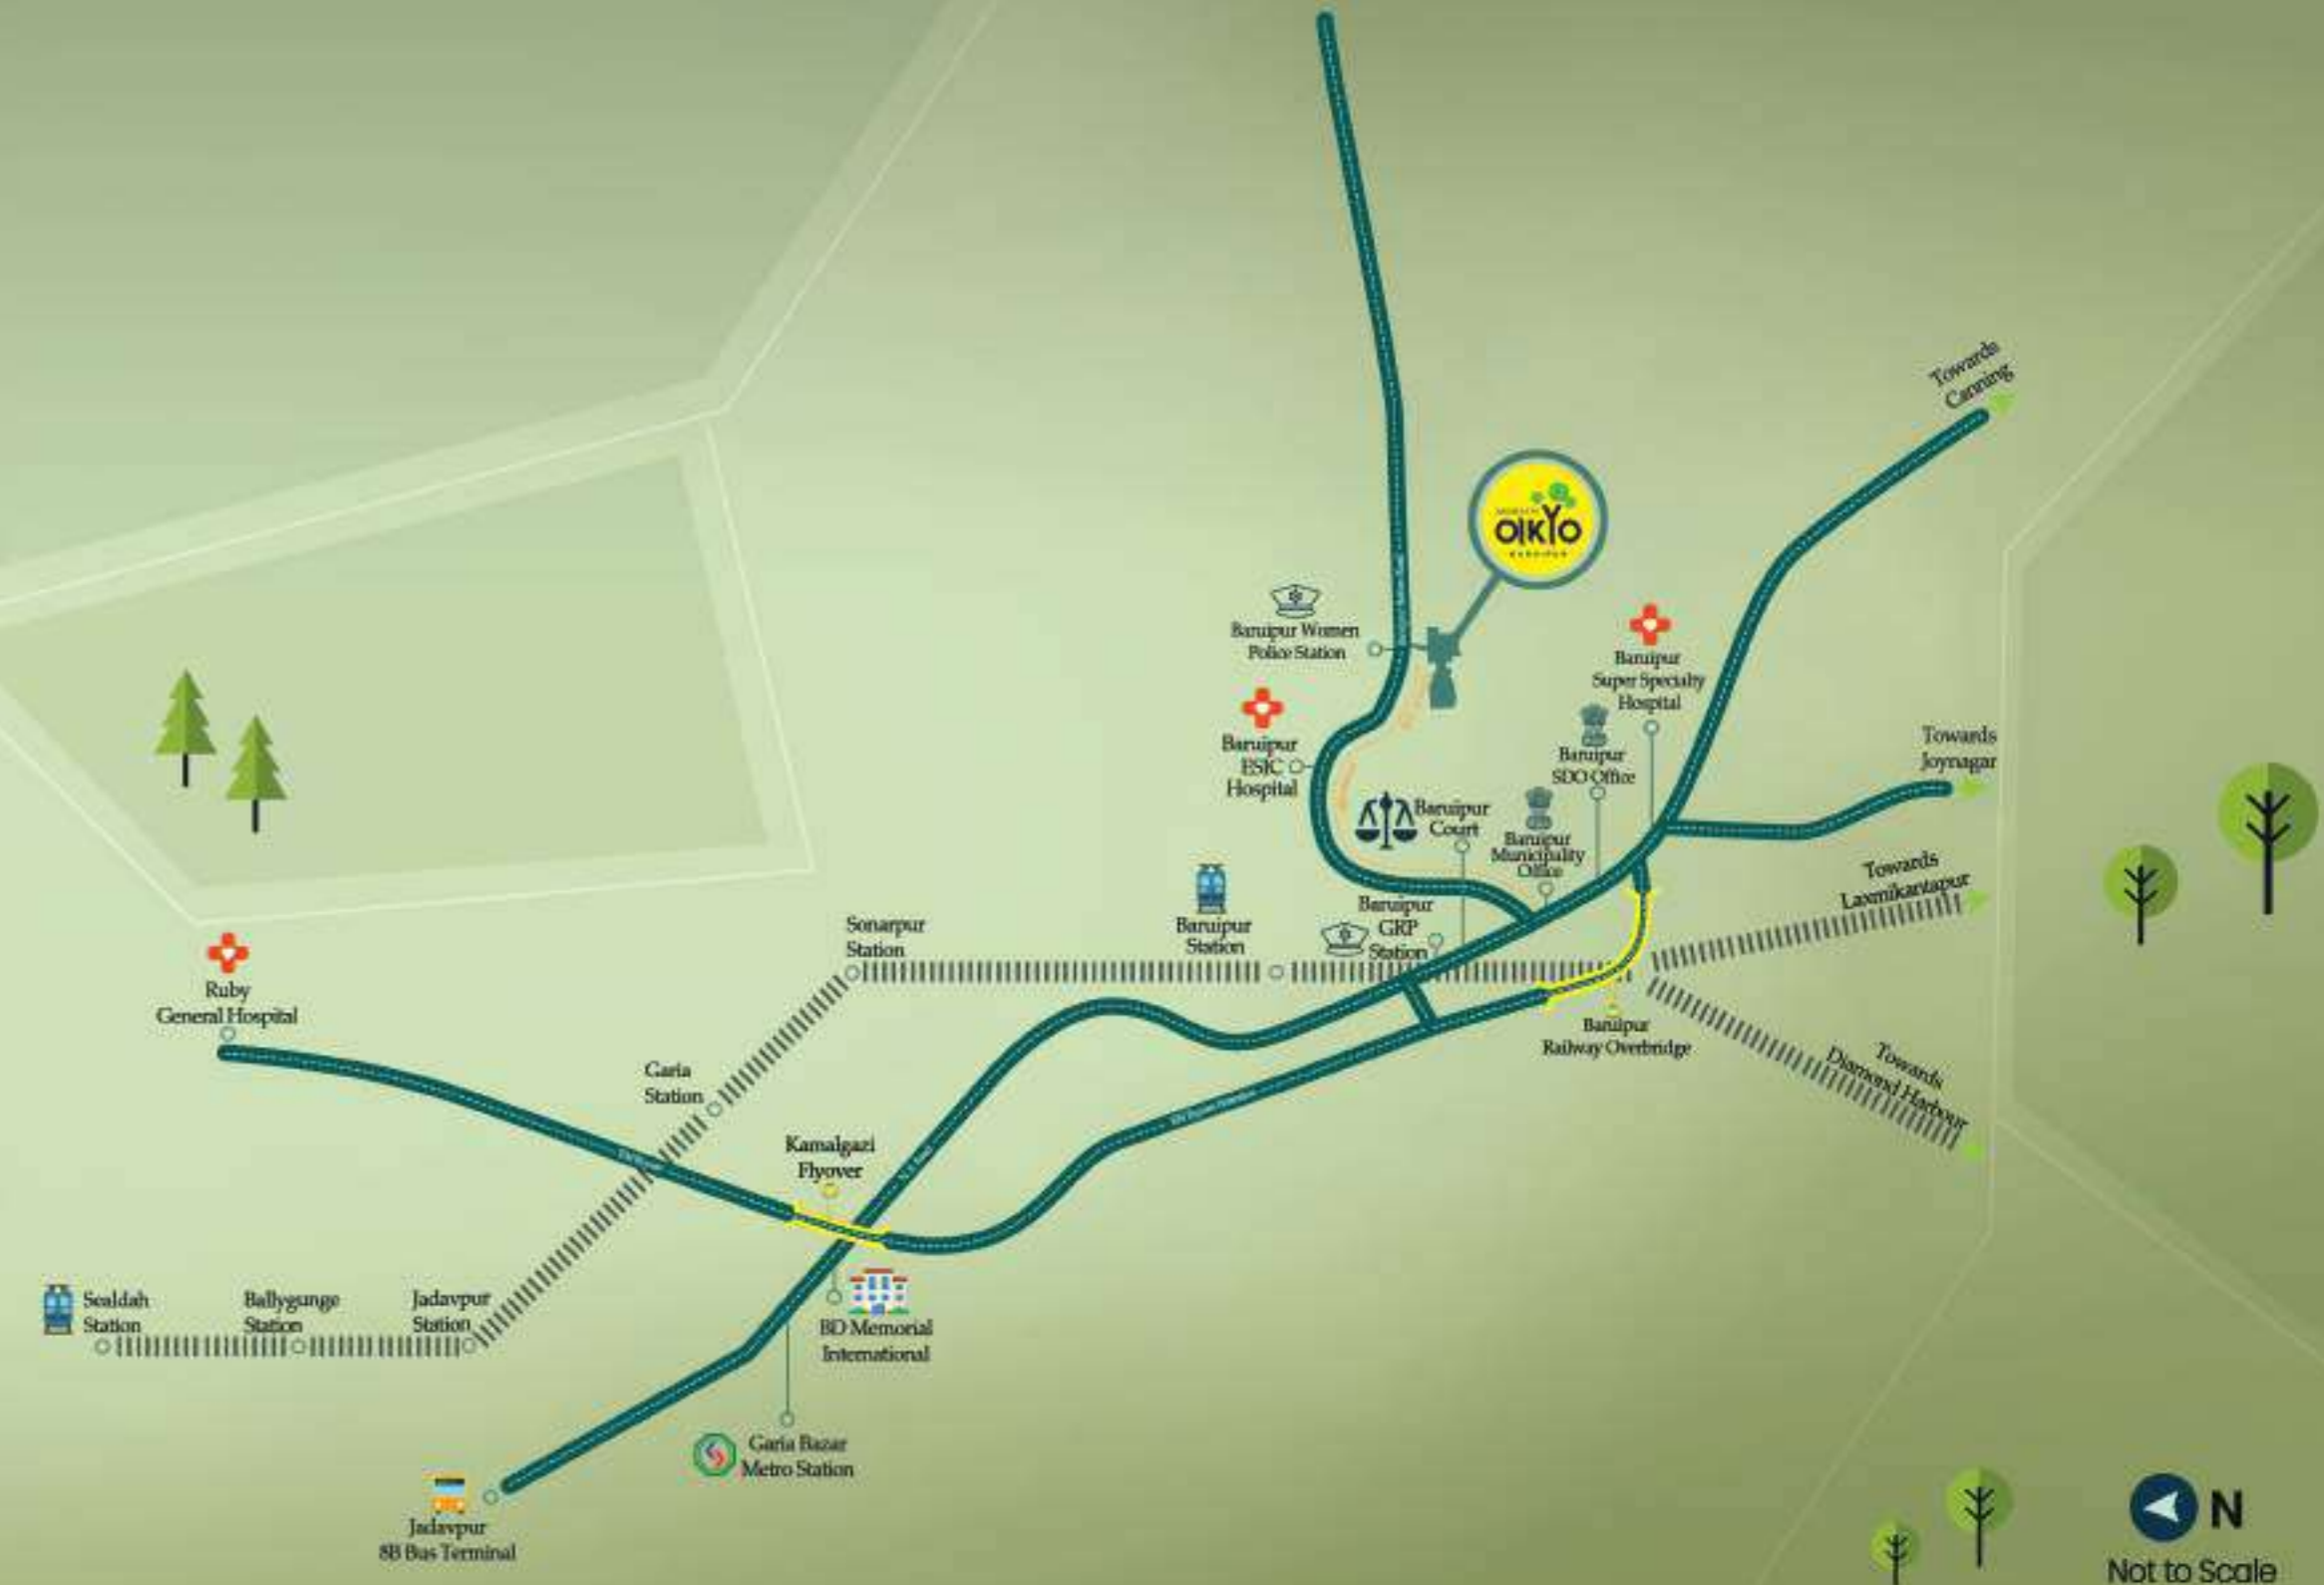 Towards
Canning
OIKYO
BARUIPUR
Baruipur Women
Police Station
Baruipur
Super Specialty
Hospital
Baruipur
ESIC
Hospital
Baruipur
SDO Office
Towards
Joynagar
Baruipur
Court
Baruipur
Municipality
Office
Towards
Laxmikantapur
Baruipur
GRP
Station
Baruipur
Station
Sonarpur
Station
Ruby
General Hospital
Baruipur
Railway Overbridge
Towards
Diamond Harbour
Garia
Station
Kamalgazi
Flyover
Sealdah
Station
Ballygunge
Station
Jadavpur
Station
BD Memorial
International
Garia Bazar
Metro Station
Jadavpur
8B Bus Terminal
N
Not to Scale